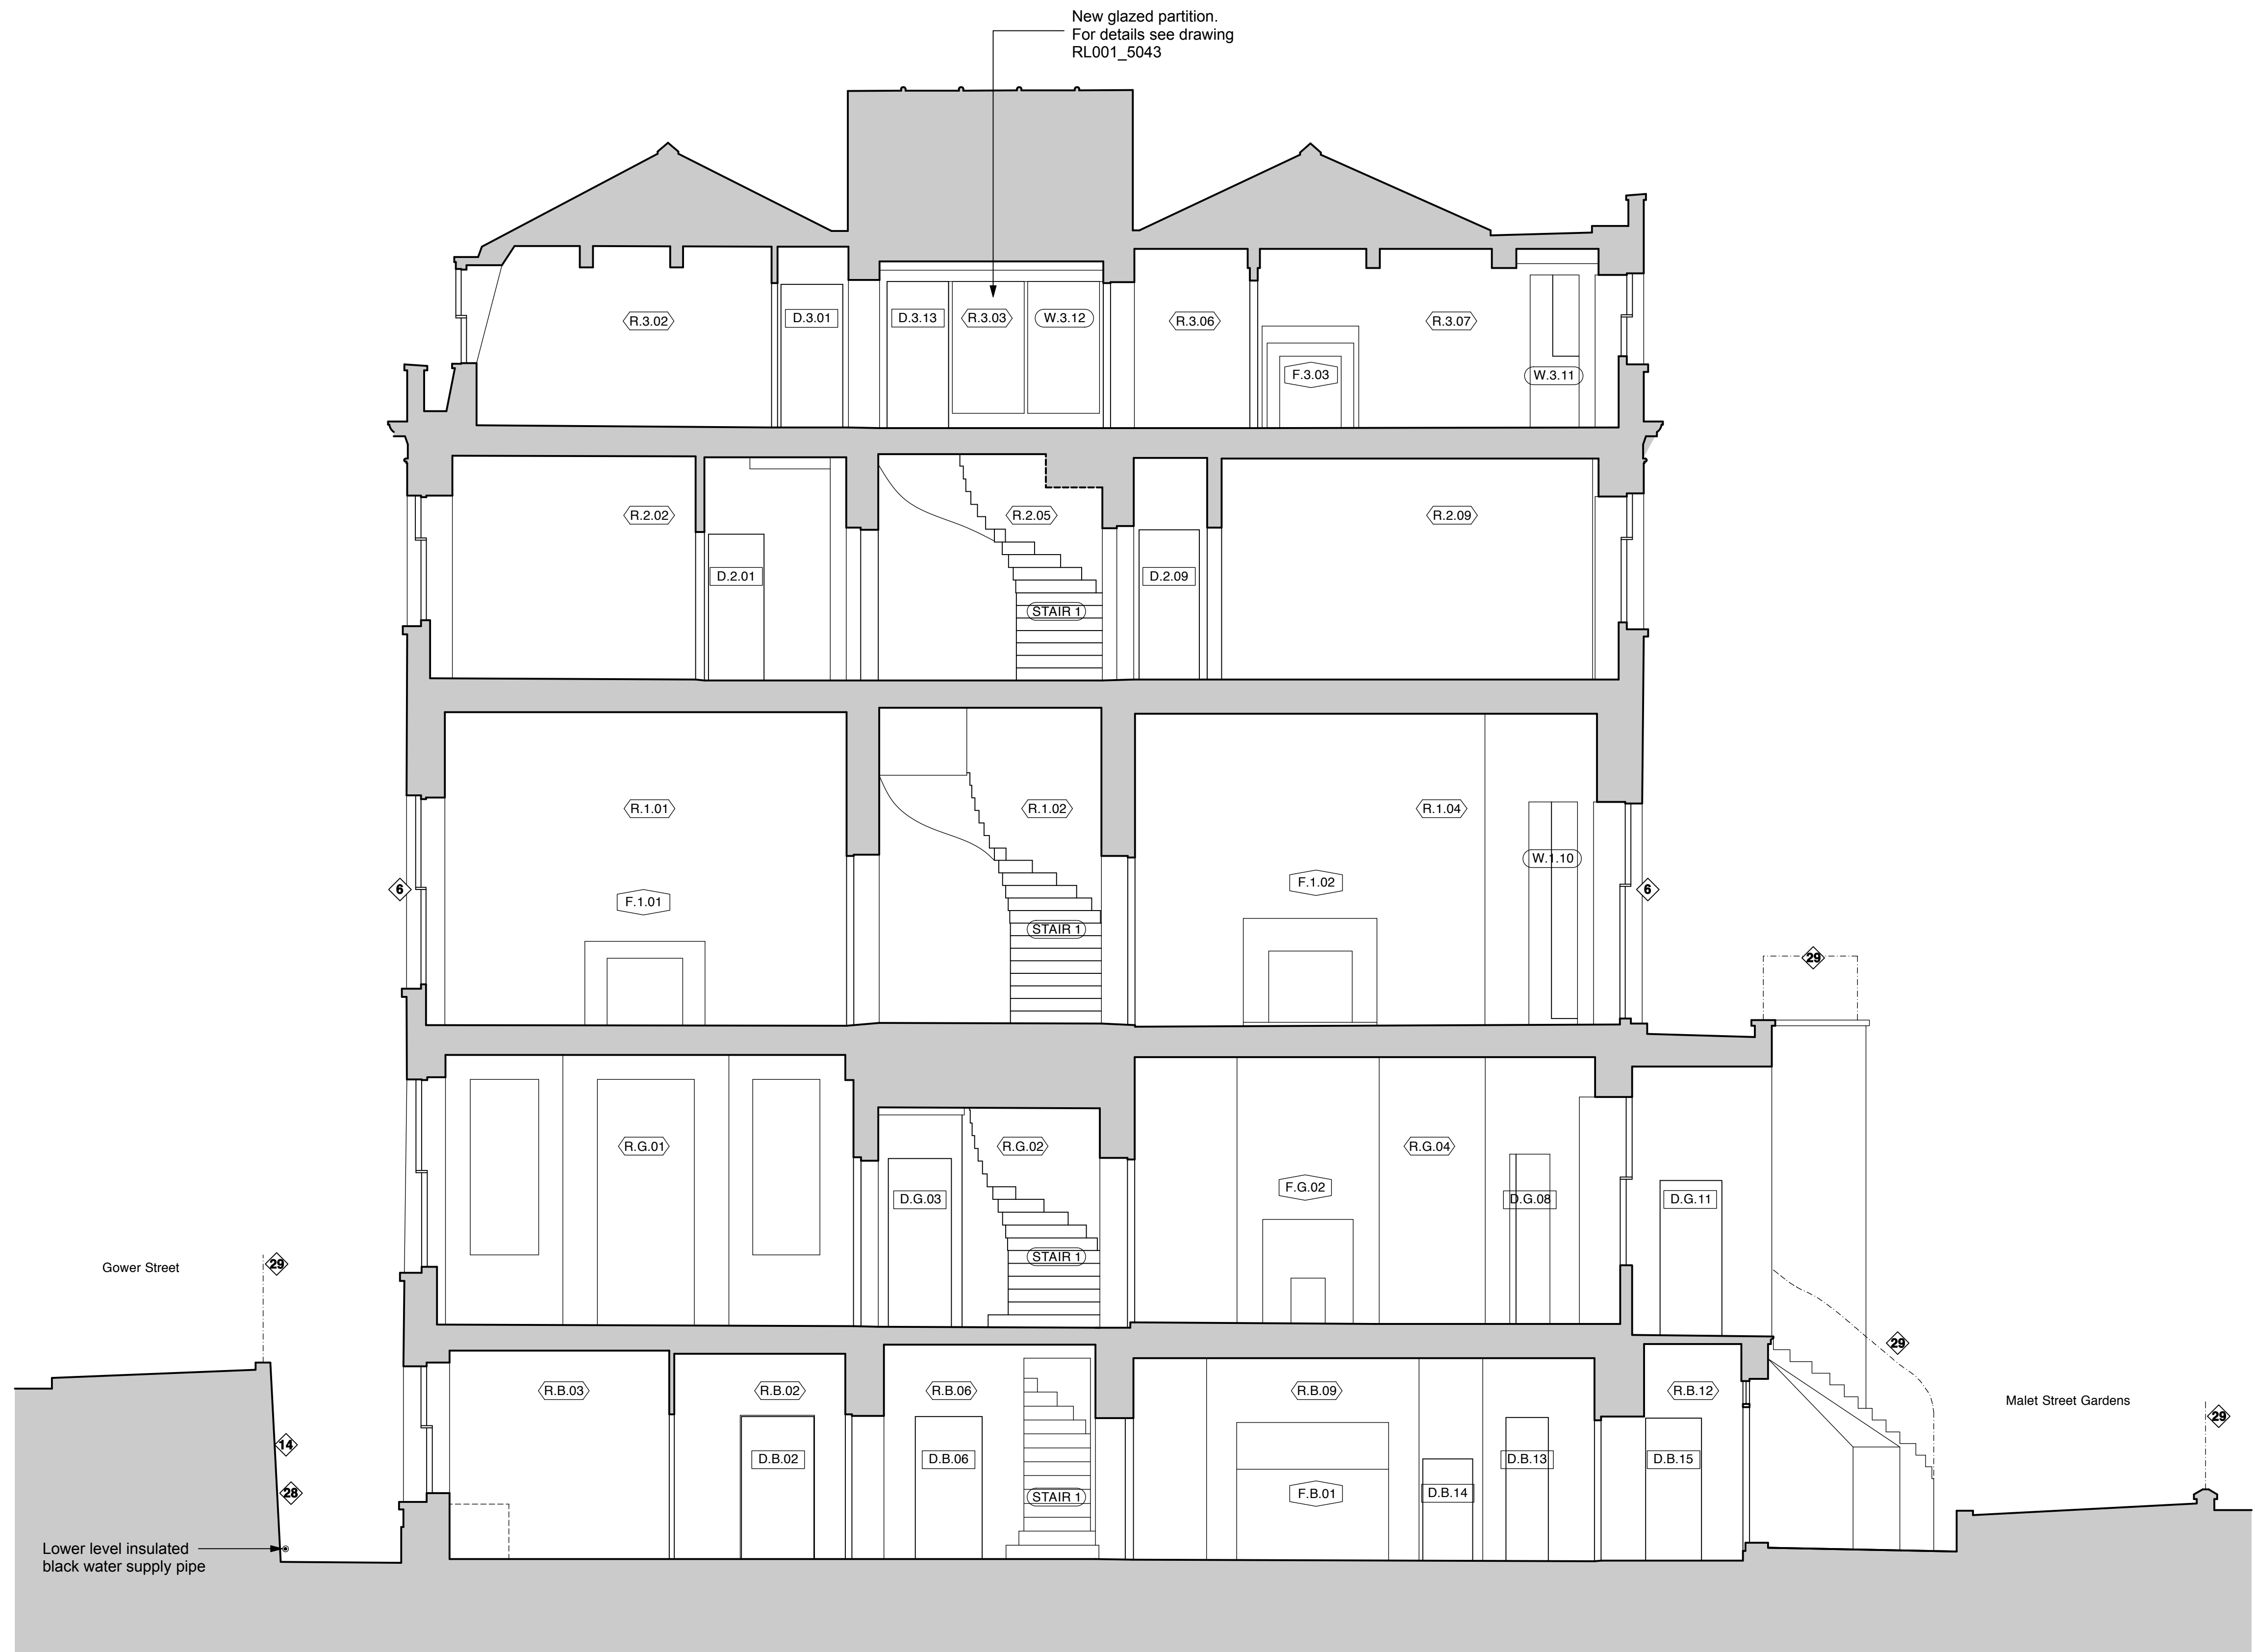 New glazed partition.
For details see drawing
RL001_5043
R.3.02
D.3.01
D.3.13
R.3.03
W.3.12
R.3.06
R.3.07
F.3.03
W.3.11
R.2.02
R.2.05
R.2.09
D.2.01
D.2.09
STAIR 1
R.1.01
R.1.02
R.1.04
W.1.10
6
F.1.01
F.1.02
6
STAIR 1
29
R.G.01
R.G.02
R.G.04
F.G.02
D.G.03
D.G.08
D.G.11
STAIR 1
Gower Street
29
29
R.B.03
R.B.02
R.B.06
R.B.09
R.B.12
Malet Street Gardens
29
14
D.B.02
D.B.06
D.B.13
D.B.15
28
STAIR 1
F.B.01
D.B.14
Lower level insulated
black water supply pipe